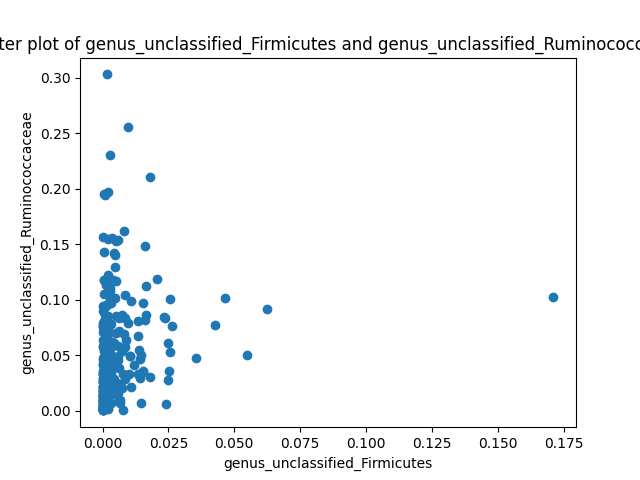 ter plot of genus_unclassified_Firmicutes and genus_unclassified_Ruminococc
0.30
0.25
0.20
0.15
0.10
0.05
0.00
genus_unclassified_Ruminococcaceae
0.000 0.025 0.050 0.075 0.100 0.125 0.150 0.175
genus_unclassified_Firmicutes